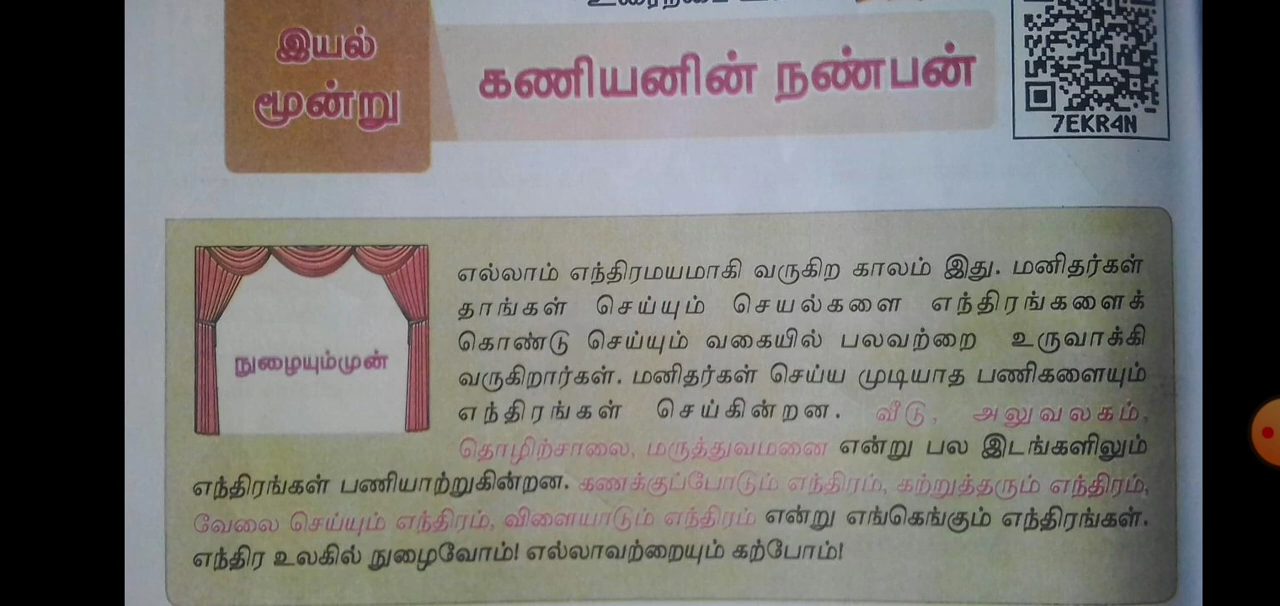 இயல்
மூன்று
கணியனின் நண்பன்
7EKR4N
நுழையும்முன்
எல்லாம் எந்திரமயமாகி வருகிற காலம் இது. மனிதர்கள்
தாங்கள் செய்யும் செயல்களை எந்திரங்களைக்
கொண்டு செய்யும் வகையில் பலவற்றை உருவாக்கி
வருகிறார்கள். மனிதர்கள் செய்ய முடியாத பணிகளையும்
எந்திரங்கள் செய்கின்றன. வீடு, அலுவலகம்,
தொழிற்சாலை, மருத்துவமனை என்று பல இடங்களிலும்
எந்திரங்கள் பணியாற்றுகின்றன. கணக்குப்போடும் எந்திரம், கற்றுத்தரும் எந்திரம்,
வேலை செய்யும் எந்திரம், விளையாடும் எந்திரம் என்று எங்கெங்கும் எந்திரங்கள்.
எந்திர உலகில் நுழைவோம்! எல்லாவற்றையும் கற்போம்!